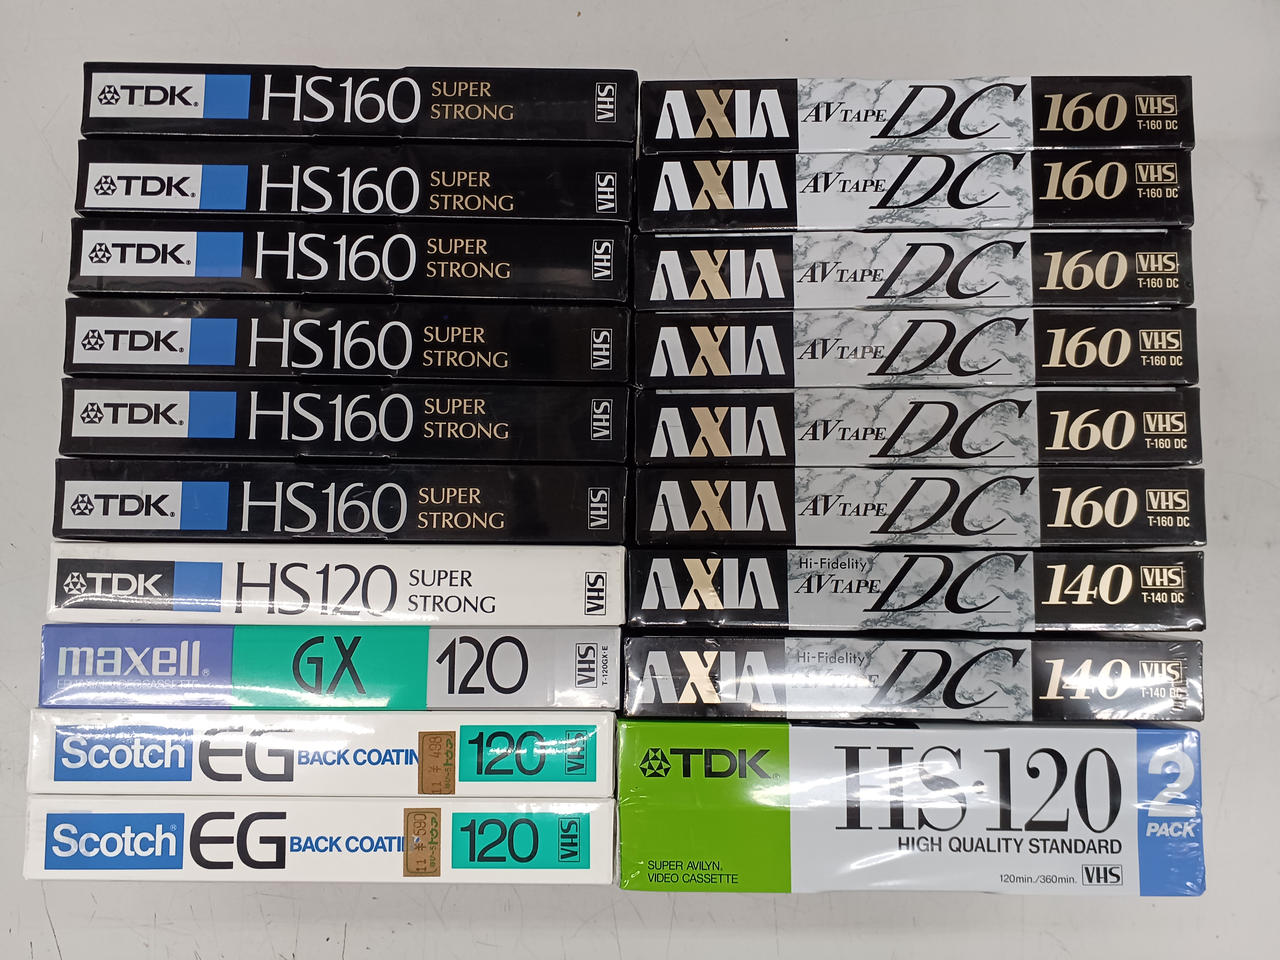 TDK HS160 SUPER STRONG VHS
TDK HS160 SUPER STRONG VHS
TDK HS160 SUPER STRONG VHS
TDK HS160 SUPER STRONG VHS
TDK HS160 SUPER STRONG VHS
TDK HS160 SUPER STRONG VHS
TDK HS120 SUPER STRONG VHS
maxell GX 120 VHS T-120GX·E
Scotch EG BACK COATIN 120 VHS
Scotch EG BACK COATI 120 VHS
AXIA AV TAPE DC 160 VHS T-160 DC
AXIA AV TAPE DC 160 VHS T-160 DC
AXIA AV TAPE DC 160 VHS T-160 DC
AXIA AV TAPE DC 160 VHS T-160 DC
AXIA AV TAPE DC 160 VHS T-160 DC
AXIA AV TAPE DC 160 VHS T-160 DC
AXIA Hi-Fidelity AV TAPE DC 140 VHS T-140 DC
AXIA Hi-Fidelity AV TAPE DC 140 VHS T-140 DC
TDK HS·120 2 PACK
HIGH QUALITY STANDARD
SUPER AVILYN.
VIDEO CASSETTE
120min./360min. VHS